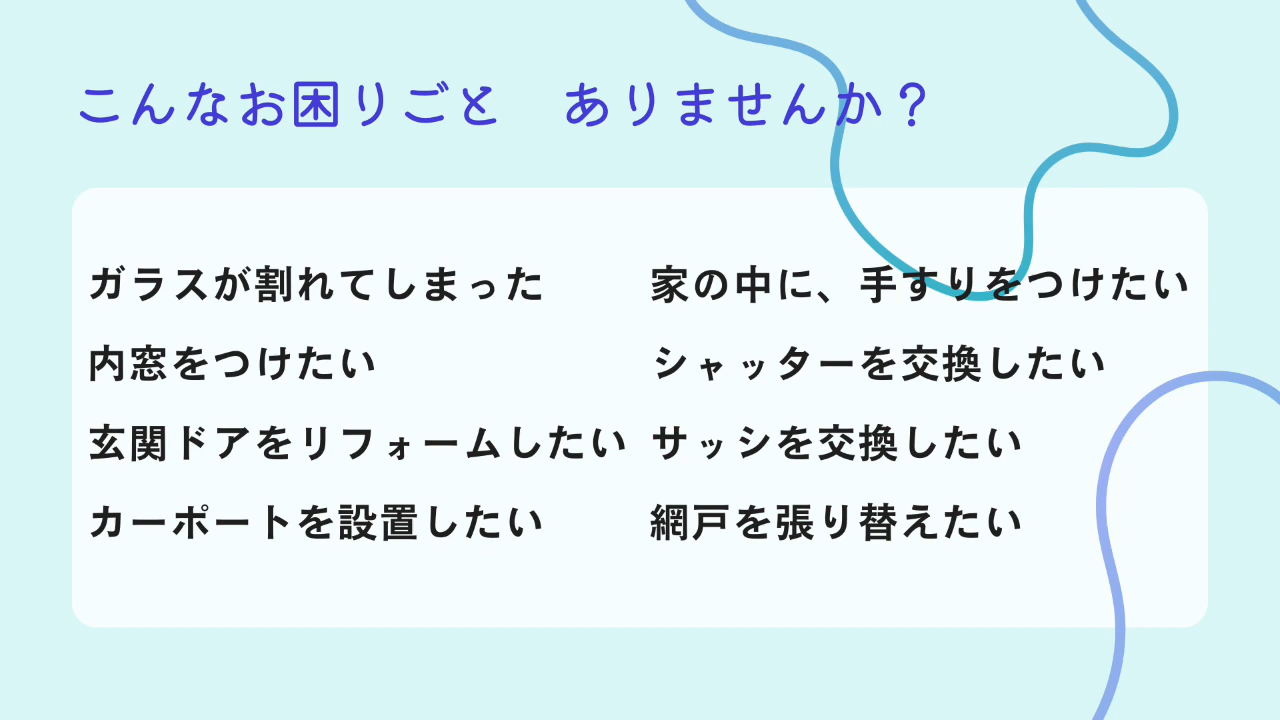 こんなお困りごと　ありませんか？
ガラスが割れてしまった
内窓をつけたい
玄関ドアをリフォームしたい
カーポートを設置したい
家の中に、手すりをつけたい
シャッターを交換したい
サッシを交換したい
網戸を張り替えたい